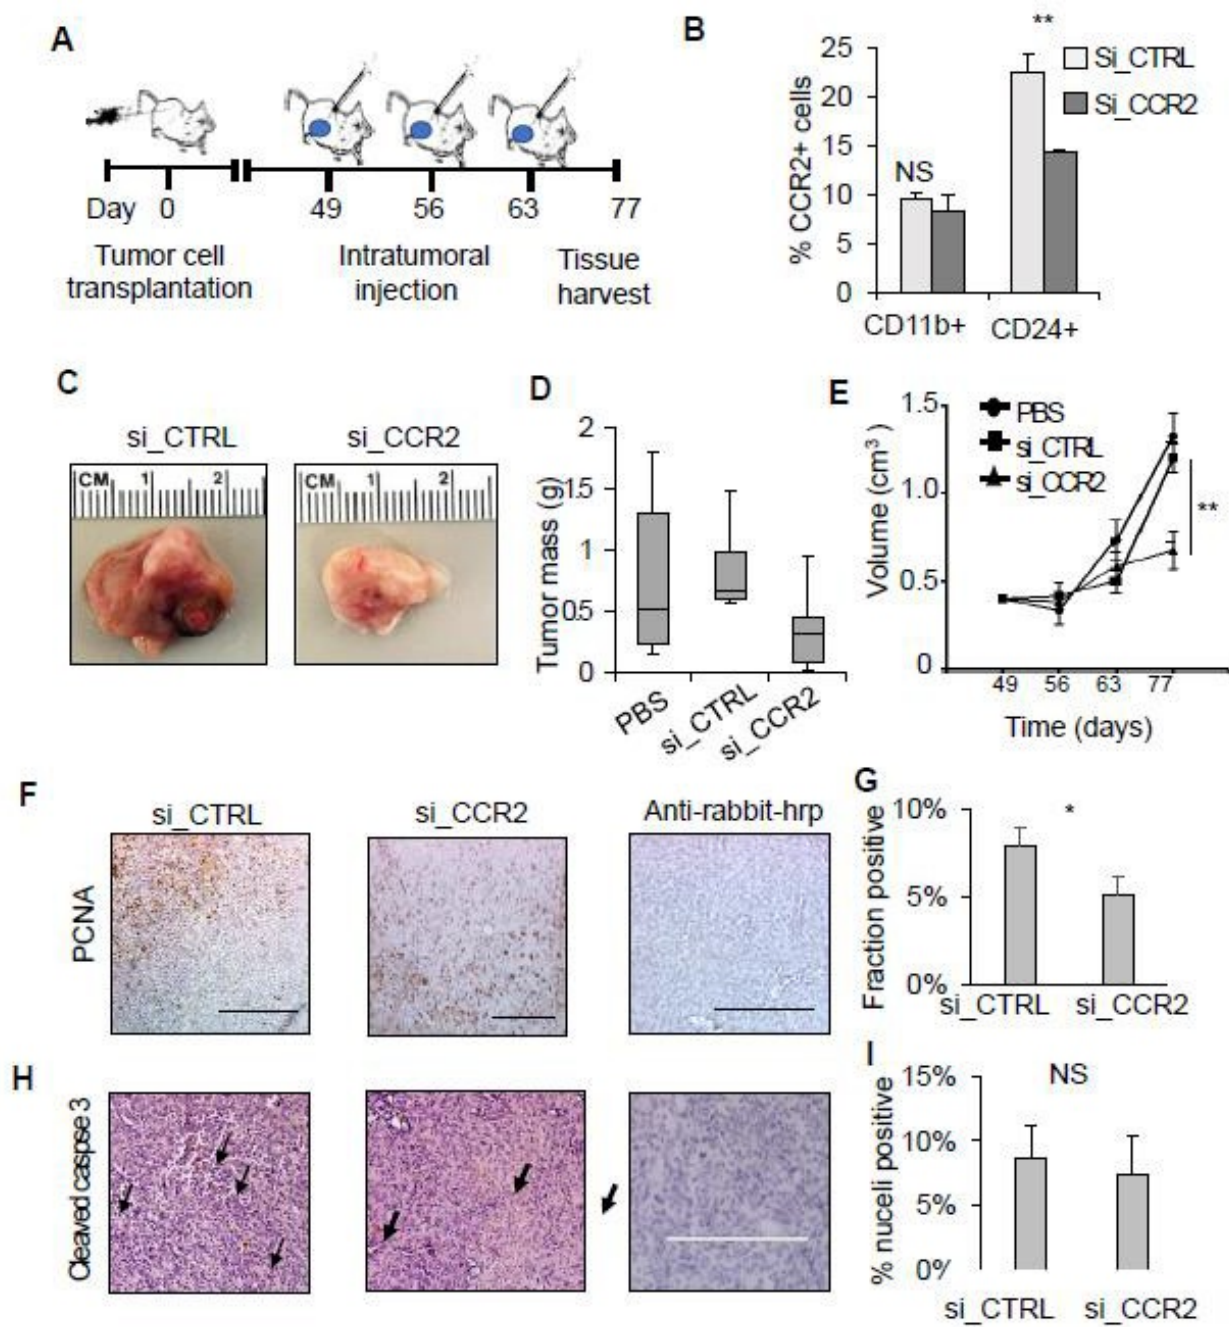 A
Day 0 49 56 63 77
Tumor cell
transplantation
Intratumoral
injection
Tissue
harvest
B
**
25
20
15
10
5
0
% CCR2+ cells
Si_CTRL
Si_CCR2
NS
CD11b+ CD24+
C
si_CTRL si_CCR2
CM 1 2
CM 1 2
D
2
1.5
1
0.5
0
Tumor mass (g)
PBS si_CTRL si_CCR2
E
1.5
1.0
0.5
0
Volume (cm³)
PBS
si_CTRL
si_CCR2
**
49 56 63 77
Time (days)
F
si_CTRL si_CCR2 Anti-rabbit-hrp
PCNA
G
10%
5%
0%
Fraction positive
*
si_CTRL si_CCR2
H
Cleaved caspse 3
I
15%
10%
5%
0%
% nuceli positive
NS
si_CTRL si_CCR2